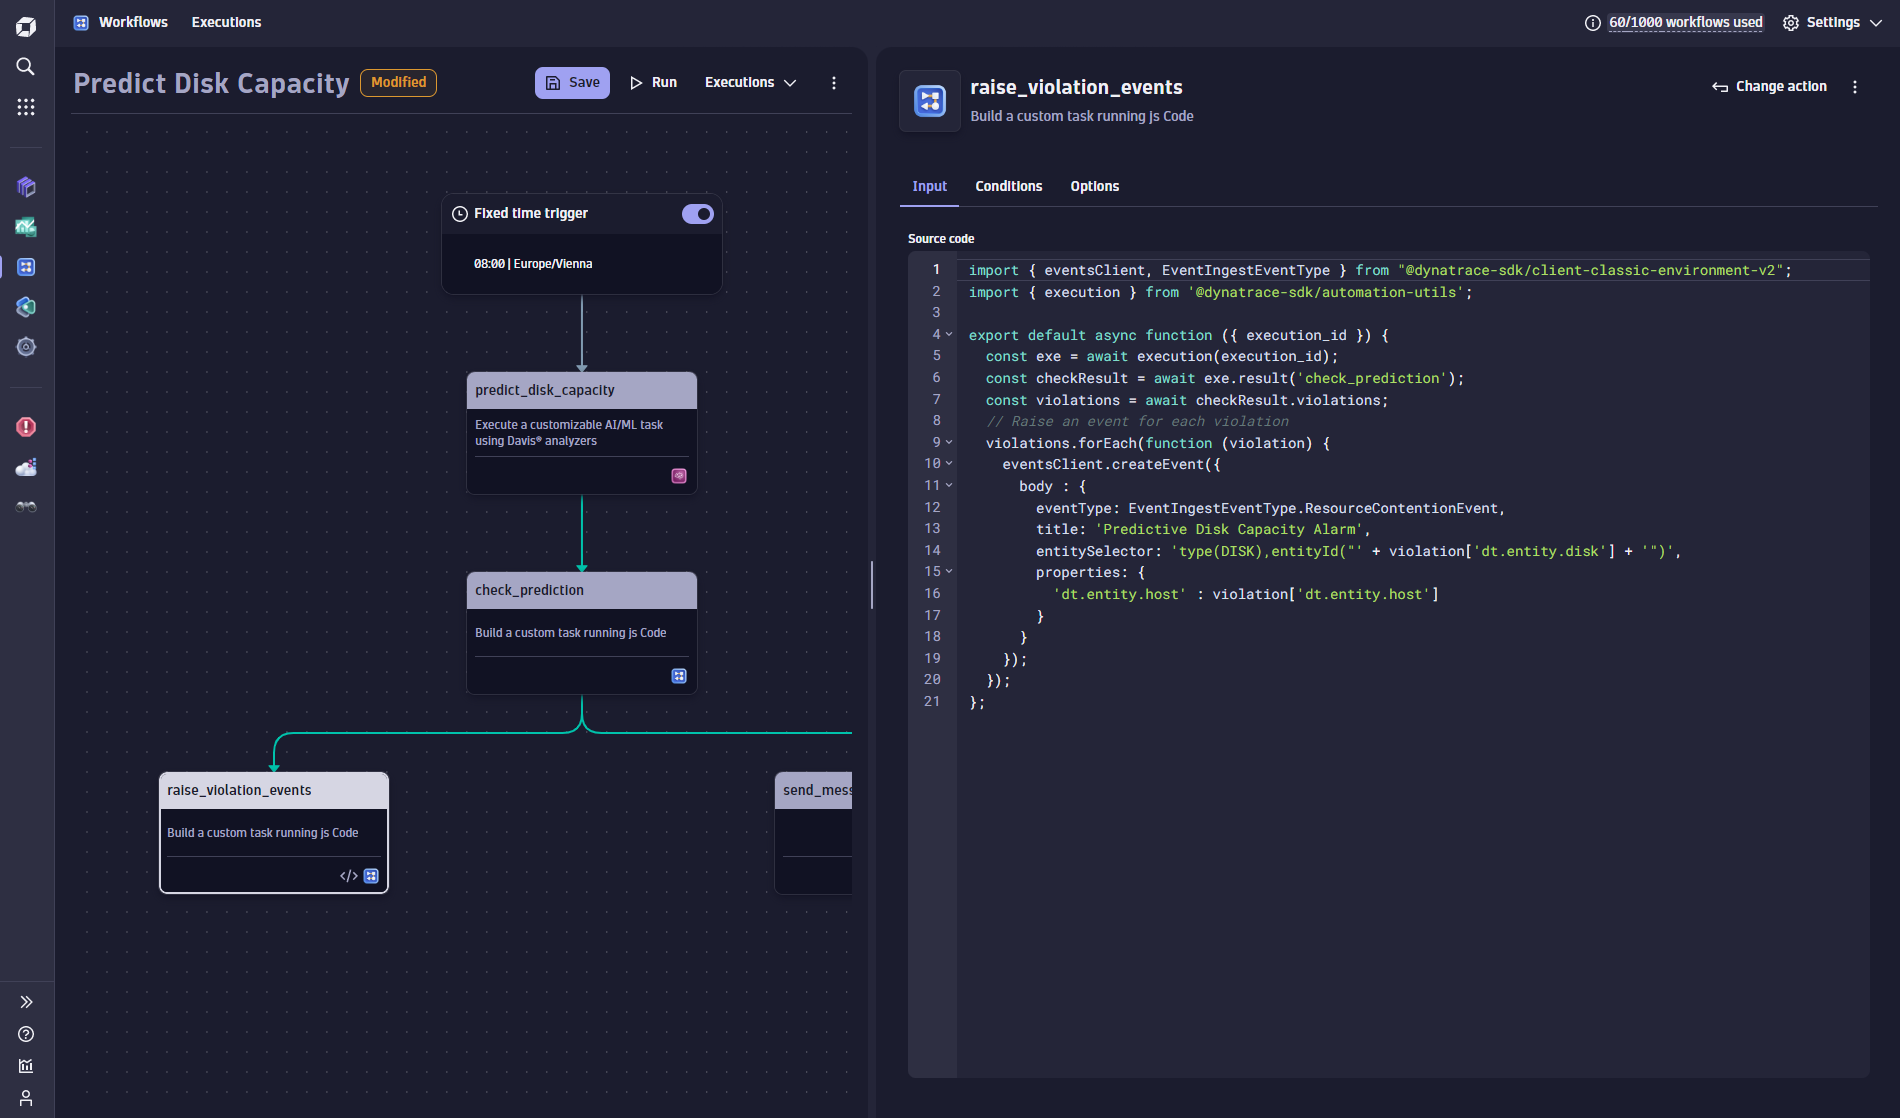 Workflows
Executions
60/1000 workflows used
Settings
Predict Disk Capacity
Modified
Save
Run
Executions
Fixed time trigger
08:00 | Europe/Vienna
predict_disk_capacity
Execute a customizable AI/ML task
using Davis® analyzers
check_prediction
Build a custom task running js Code
raise_violation_events
Build a custom task running js Code
</>
send_mess
raise_violation_events
Build a custom task running js Code
Change action
Input
Conditions
Options
Source code
1 import { eventsClient, EventIngestEventType } from "@dynatrace-sdk/client-classic-environment-v2";
2 import { execution } from '@dynatrace-sdk/automation-utils';
3
4 export default async function ({ execution_id }) {
5 const exe = await execution(execution_id);
6 const checkResult = await exe.result('check_prediction');
7 const violations = await checkResult.violations;
8 // Raise an event for each violation
9 violations.forEach(function (violation) {
10 eventsClient.createEvent({
11 body : {
12 eventType: EventIngestEventType.ResourceContentionEvent,
13 title: 'Predictive Disk Capacity Alarm',
14 entitySelector: 'type(DISK),entityId("' + violation['dt.entity.disk'] + '")',
15 properties: {
16 'dt.entity.host' : violation['dt.entity.host']
17 }
18 }
19 });
20 });
21 };